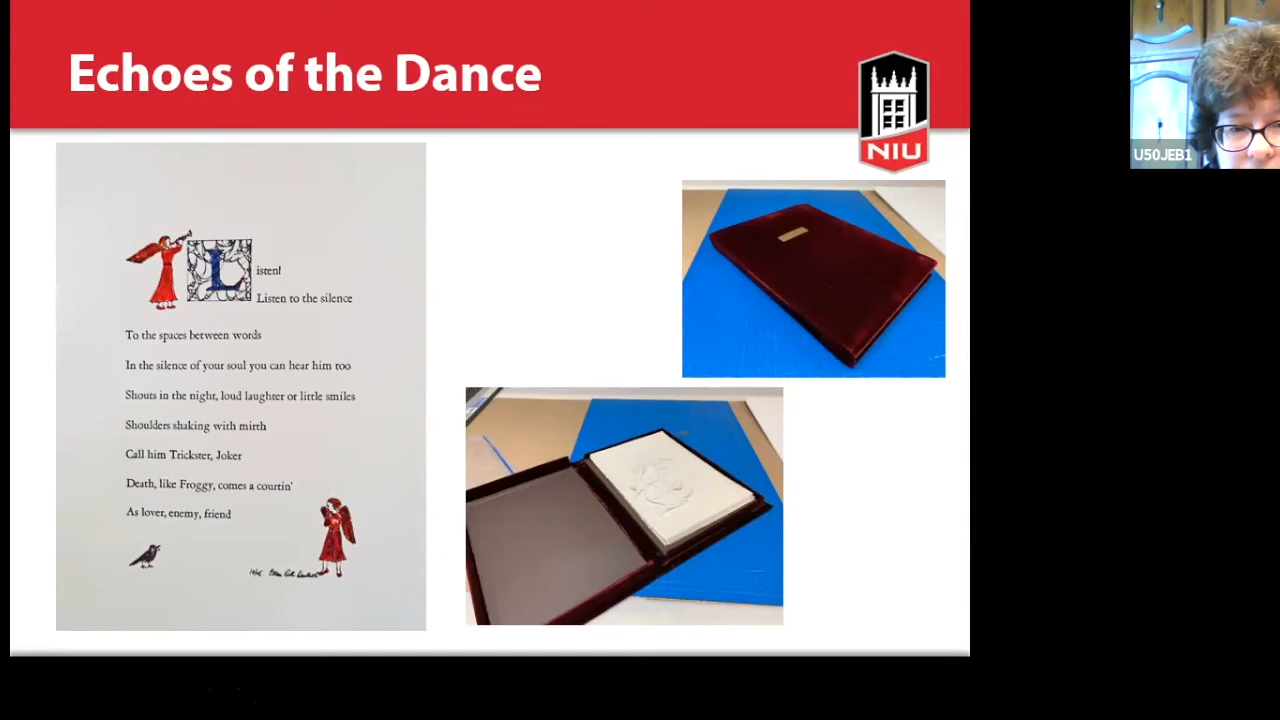 Echoes of the Dance
NIU
U50JEB1
Listen!
Listen to the silence
To the spaces between words
In the silence of your soul you can hear him too
Shouts in the night, loud laughter or little smiles
Shoulders shaking with mirth
Call him Trickster, Joker
Death, like Froggy, comes a courtin'
As lover, enemy, friend